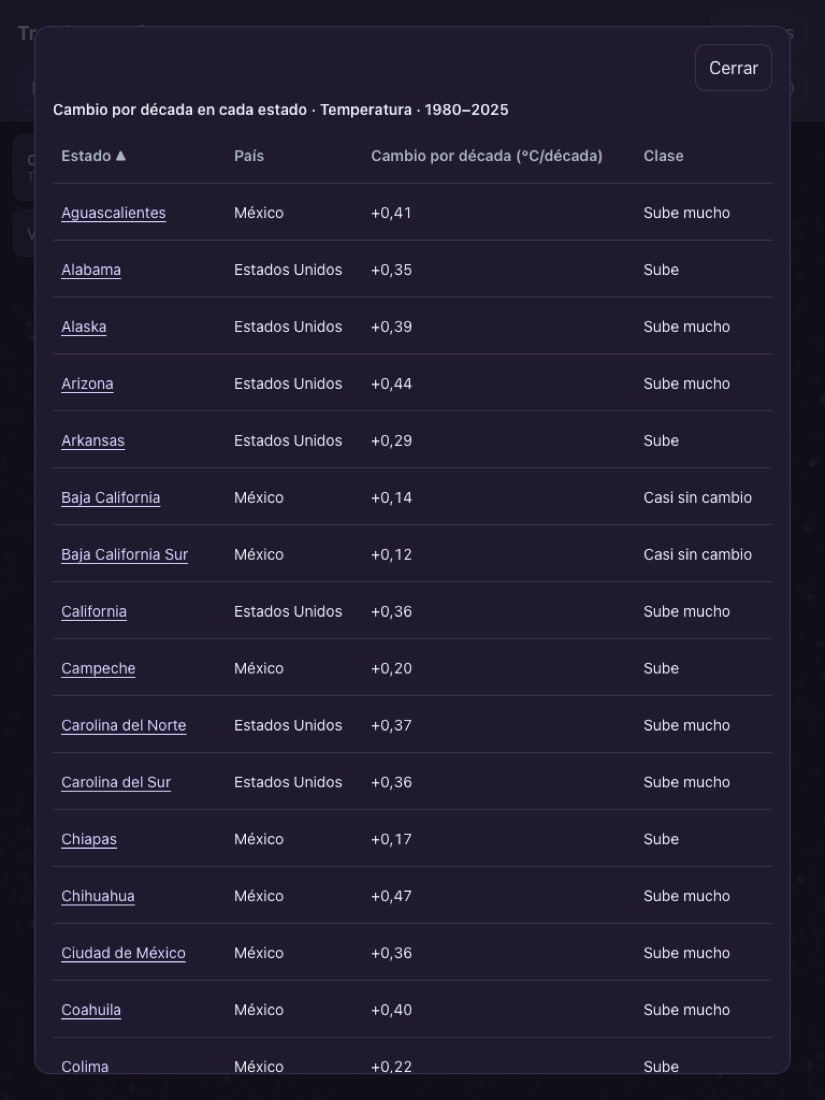 Cerrar
Cambio por década en cada estado · Temperatura · 1980–2025
Estado ▲ País Cambio por década (°C/década) Clase
Aguascalientes México +0,41 Sube mucho
Alabama Estados Unidos +0,35 Sube
Alaska Estados Unidos +0,39 Sube mucho
Arizona Estados Unidos +0,44 Sube mucho
Arkansas Estados Unidos +0,29 Sube
Baja California México +0,14 Casi sin cambio
Baja California Sur México +0,12 Casi sin cambio
California Estados Unidos +0,36 Sube mucho
Campeche México +0,20 Sube
Carolina del Norte Estados Unidos +0,37 Sube mucho
Carolina del Sur Estados Unidos +0,36 Sube mucho
Chiapas México +0,17 Sube
Chihuahua México +0,47 Sube mucho
Ciudad de México México +0,36 Sube mucho
Coahuila México +0,40 Sube mucho
Colima México +0,22 Sube